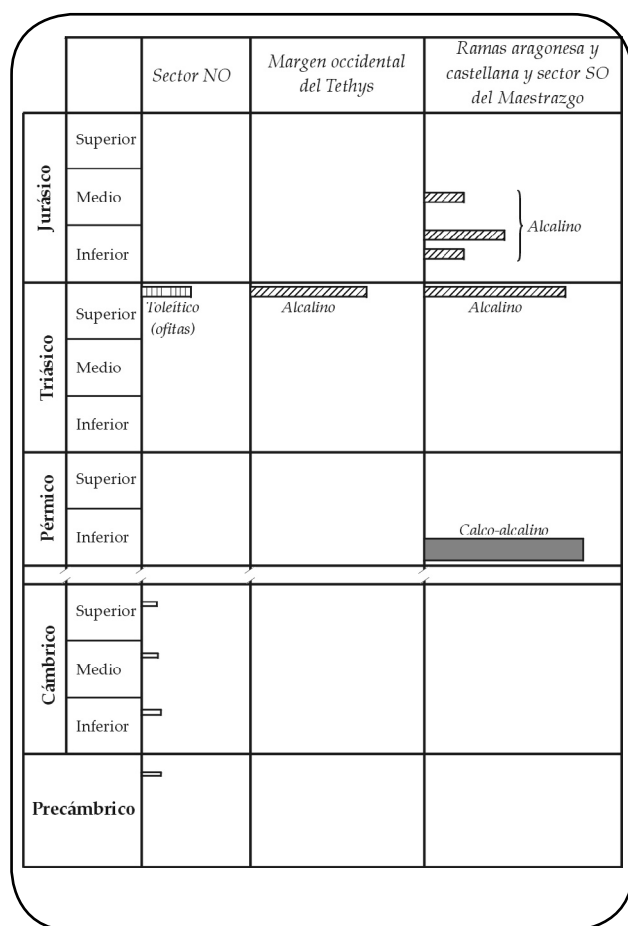 Sector NO
Margen occidental
del Tethys
Ramas aragonesa y
castellana y sector SO
del Maestrazgo
Jurásico
Superior
Medio
Inferior
Alcalino
Triásico
Superior
Medio
Inferior
Toleítico
(ofitas)
Alcalino
Alcalino
Pérmico
Superior
Inferior
Calco-alcalino
Cámbrico
Superior
Medio
Inferior
Precámbrico